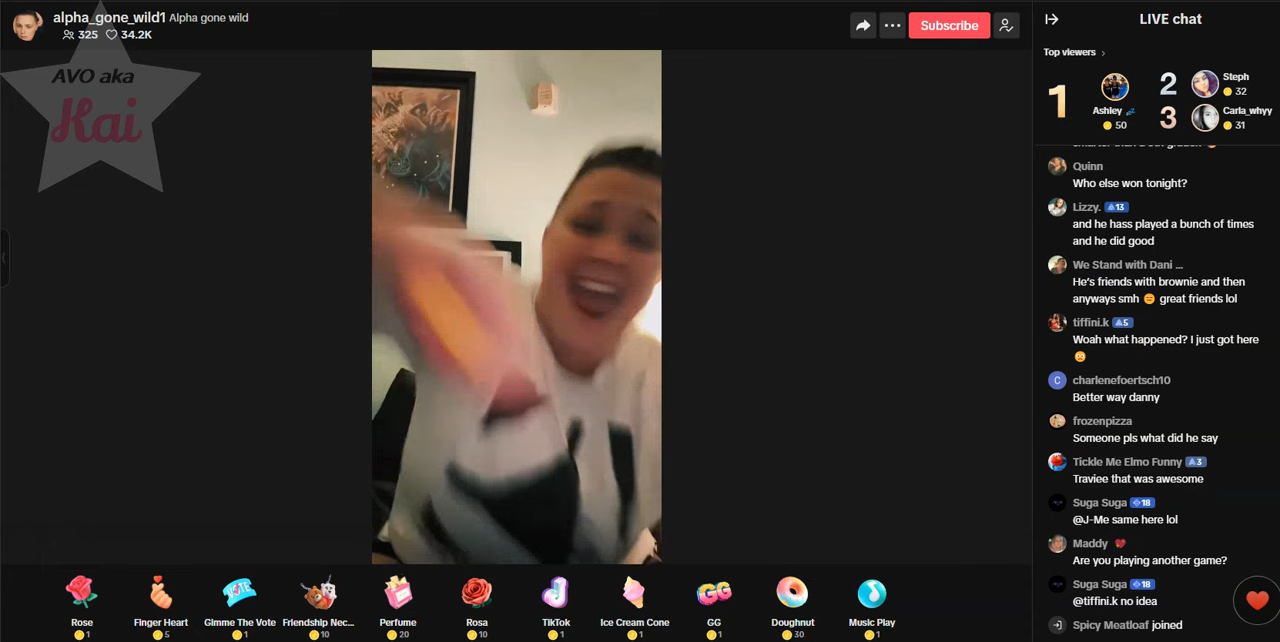 alpha_gone_wild1 Alpha gone wild
325 34.2K
Subscribe
AVO aka
Kai
LIVE chat
Top viewers
1
Ashley
50
2
Steph
32
3
Carla_whyy
31
Quinn
Who else won tonight?
Lizzy. 13
and he hass played a bunch of times
and he did good
We Stand with Dani ...
He's friends with brownie and then
anyways smh 😑 great friends lol
tiffini.k 5
Woah what happened? I just got here
☹️
C charlenefoertsch10
Better way danny
frozenpizza
Someone pls what did he say
Tickle Me Elmo Funny 3
Traviee that was awesome
Suga Suga 18
@J-Me same here lol
Maddy
Are you playing another game?
Suga Suga 18
@tiffini.k no idea
Spicy Meatloaf joined
VOTE
GG
Rose
Finger Heart
Gimme The Vote
Friendship Nec...
Perfume
Rosa
TikTok
Ice Cream Cone
GG
Doughnut
Music Play
1
5
1
10
20
10
1
1
1
30
1